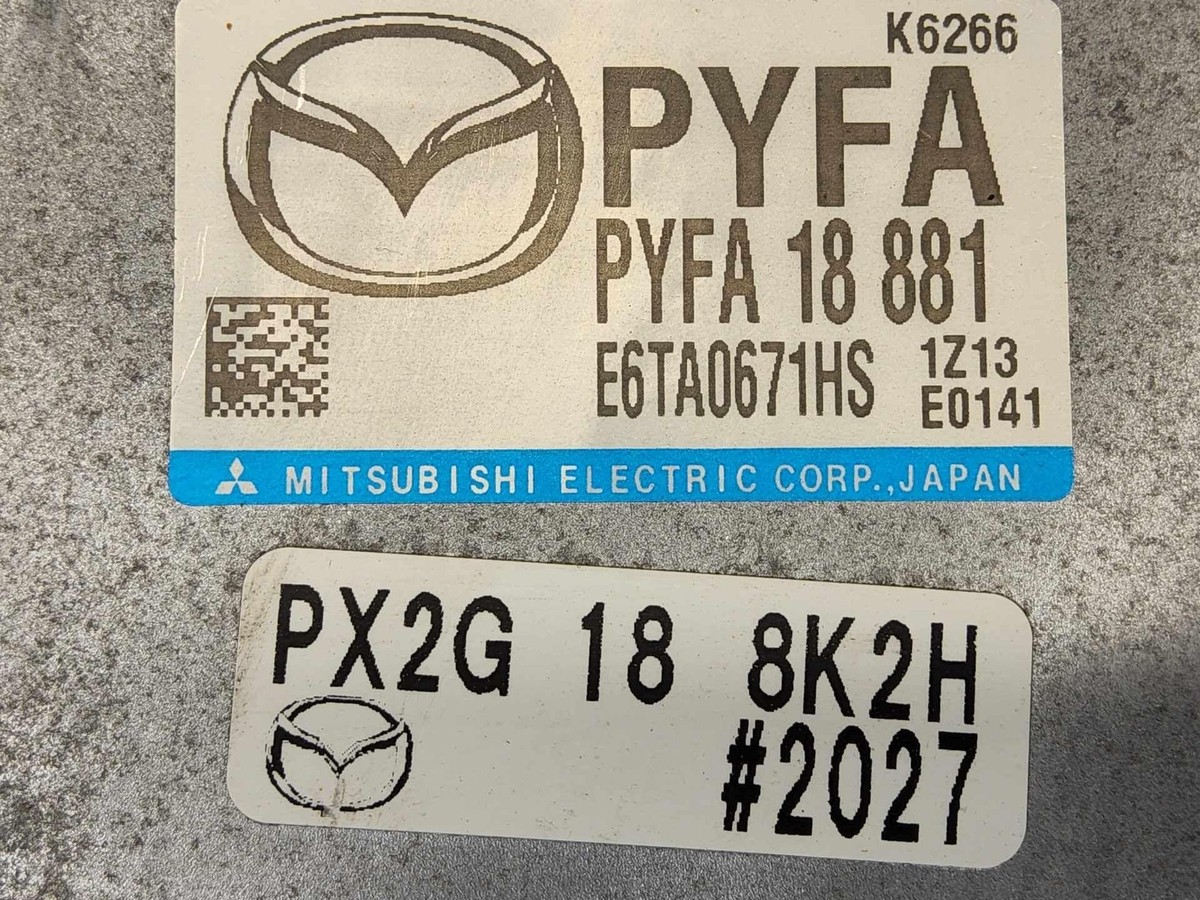 K6266
PYFA
PYFA 18 881
E6TA0671HS 1Z13
E0141
MITSUBISHI ELECTRIC CORP.,JAPAN
PX2G 18 8K2H
#2027